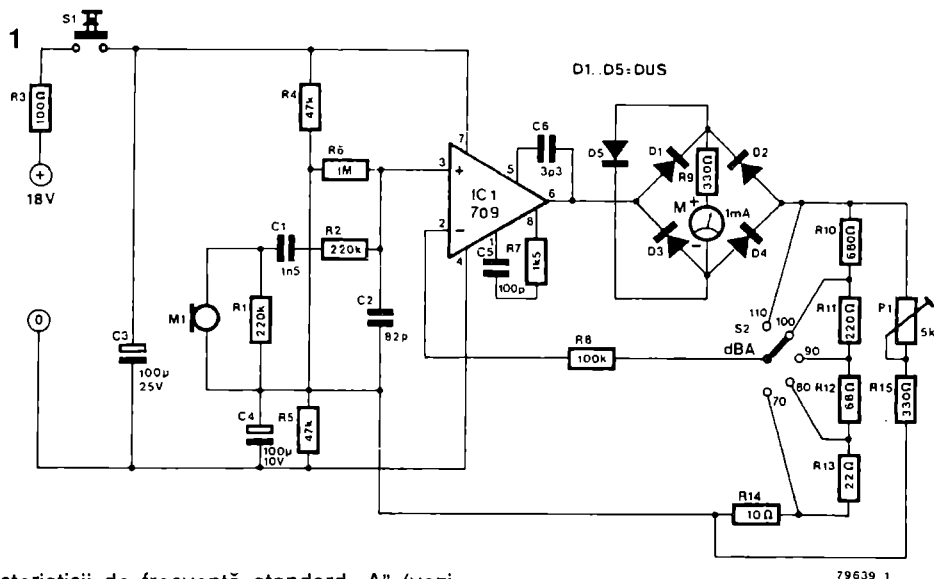 1
S1
R3
100Ω
+
18V
0
C3
100µ
25V
R4
47k
R6
1M
C1
1n5
R2
220k
M1
R1
220k
C2
82p
C4
100µ
10V
R5
47k
7
3
+
IC1
709
2
−
4
5
6
1
8
C6
3p3
C5
100p
R7
1k5
R8
100k
D1...D5=DUS
D5
D1
D2
R9
330Ω
M
+
1mA
−
D3
D4
S2
dBA
110
100
90
80
70
R10
680Ω
R11
220Ω
R12
68Ω
R13
22Ω
R14
10Ω
P1
5k
R15
330Ω
79639 1
cteristicii de frecvență standard „A” (vezi